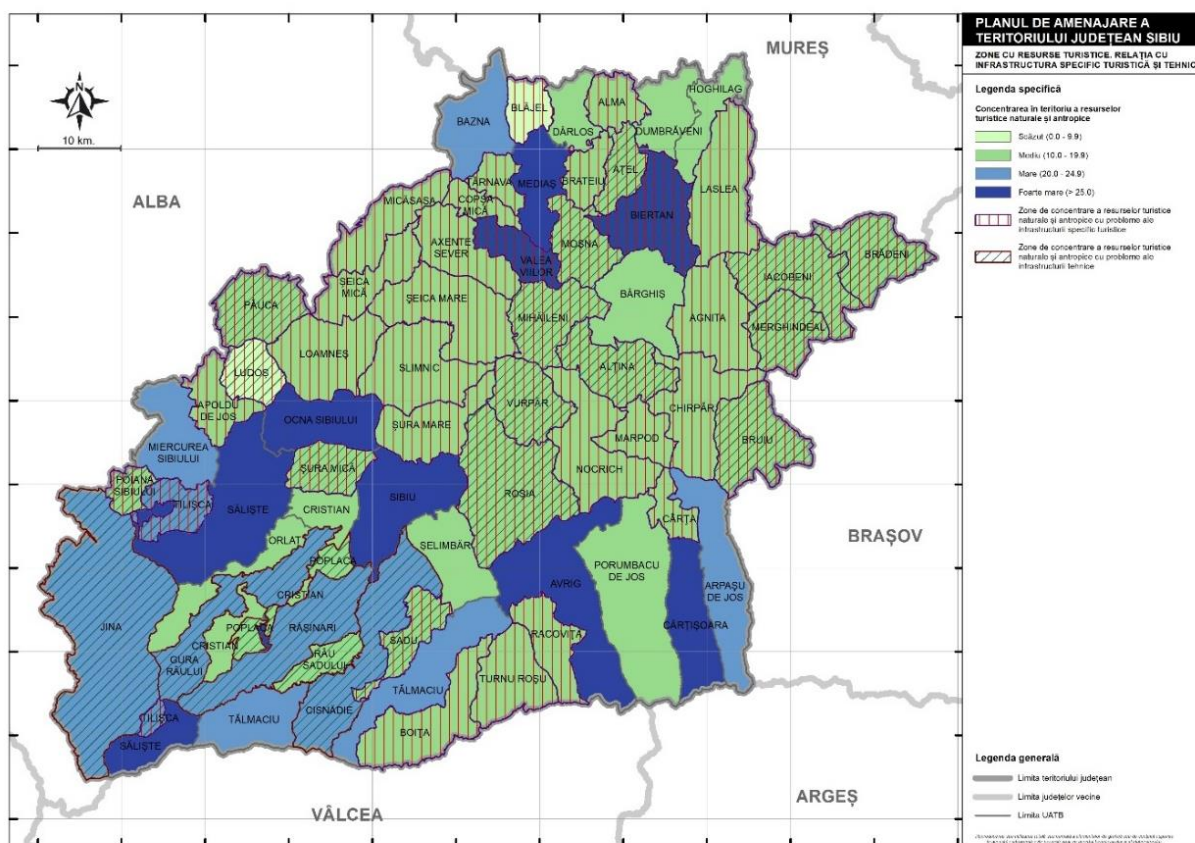 PLANUL DE AMENAJARE A
TERITORIULUI JUDEȚEAN SIBIU
ZONE CU RESURSE TURISTICE. RELAȚIA CU
INFRASTRUCTURA SPECIFIC TURISTICĂ ȘI TEHNIC
Legenda specifică
Concentrarea în teritoriu a resurselor
turistice naturale și antropice
Scăzut (0.0 - 9.9)
Mediu (10.0 - 19.9)
Mare (20.0 - 24.9)
Foarte mare (> 25.0)
Zone de concentrare a resurselor turistice
naturale și antropice cu probleme ale
infrastructurii specific turistice
Zone de concentrare a resurselor turistice
naturale și antropice cu probleme ale
infrastructurii tehnice
Legenda generală
Limita teritoriului județean
Limita județelor vecine
Limita UATB
10 km.
MUREȘ
ALBA
BRAȘOV
ARGEȘ
VÂLCEA
BAZNA
BLĂJEL
DÂRLOS
ALMA
HOGHILAG
DUMBRĂVENI
TÂRNAVA
MEDIAȘ
BRATEIU
AȚEL
BIERTAN
LASLEA
MICĂSASA
COPȘA
MICĂ
AXENTE
SEVER
VALEA
VIILOR
MOȘNA
IACOBENI
BRĂDENI
PĂUCA
ȘEICA
MICĂ
ȘEICA MARE
MIHĂILENI
BÂRGHIȘ
AGNITA
MERGHINDEAL
LUDOȘ
LOAMNEȘ
SLIMNIC
ALȚINA
VURPĂR
CHIRPĂR
BRUIU
APOLDU
DE JOS
OCNA SIBIULUI
ȘURA MARE
MARPOD
NOCRICH
MIERCUREA
SIBIULUI
POIANA
SIBIULUI
TILIȘCA
SĂLIȘTE
ȘURA MICĂ
SIBIU
ROȘIA
CRISTIAN
ORLAT
POPLACA
SELIMBĂR
AVRIG
PORUMBACU
DE JOS
CÂRȚA
ARPAȘU
DE JOS
CÂRȚIȘOARA
JINA
CRISTIAN
POPLACA
RĂȘINARI
CRISTIAN
GURA
RÂULUI
RÂU
SADULUI
SADU
RACOVIȚA
TURNU ROȘU
TĂLMACIU
CISNĂDIE
TĂLMACIU
BOIȚA
TILIȘCA
SĂLIȘTE